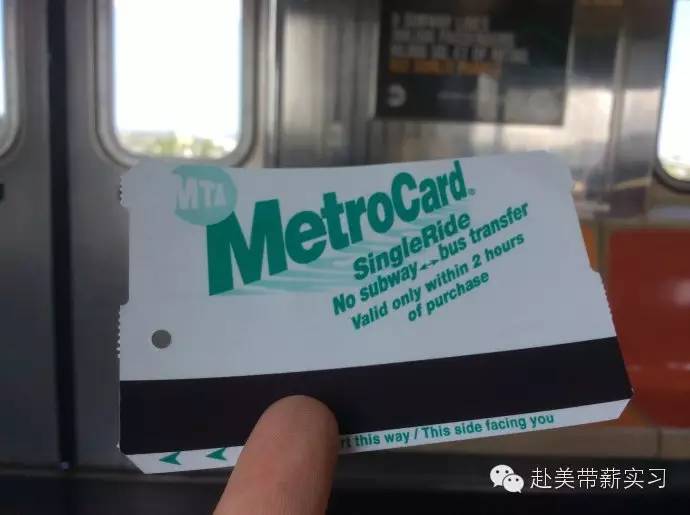 MTA
MetroCard®
SingleRide
No subway↔bus transfer
Valid only within 2 hours
of purchase
this way / This side facing you
赴美带薪实习